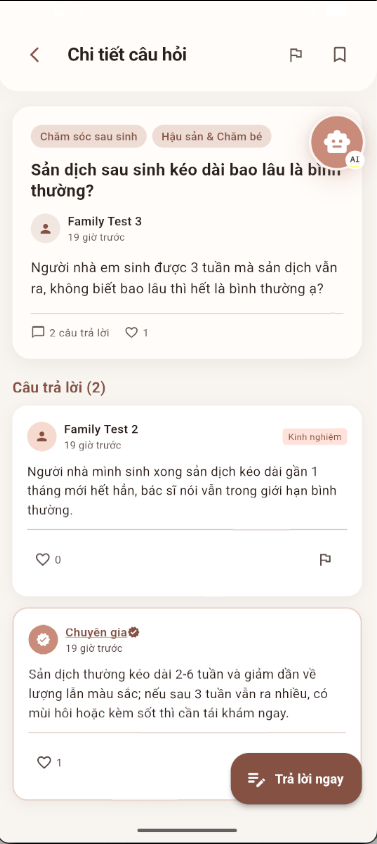 Chi tiết câu hỏi
Chăm sóc sau sinh
Hậu sản & Chăm bé
AI
Sản dịch sau sinh kéo dài bao lâu là bình
thường?
Family Test 3
19 giờ trước
Người nhà em sinh được 3 tuần mà sản dịch vẫn
ra, không biết bao lâu thì hết là bình thường ạ?
2 câu trả lời
1
Câu trả lời (2)
Family Test 2
19 giờ trước
Kinh nghiệm
Người nhà mình sinh xong sản dịch kéo dài gần 1
tháng mới hết hẳn, bác sĩ nói vẫn trong giới hạn bình
thường.
0
Chuyên gia
19 giờ trước
Sản dịch thường kéo dài 2-6 tuần và giảm dần về
lượng lẫn màu sắc; nếu sau 3 tuần vẫn ra nhiều, có
mùi hôi hoặc kèm sốt thì cần tái khám ngay.
1
Trả lời ngay